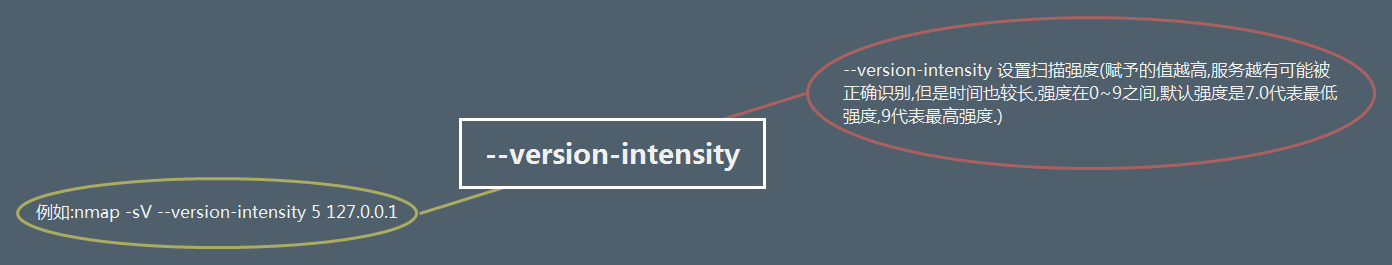 --version-intensity 设置扫描强度(赋予的值越高,服务越有可能被
正确识别,但是时间也较长,强度在0~9之间,默认强度是7.0代表最低
强度,9代表最高强度.)
--version-intensity
例如:nmap -sV --version-intensity 5 127.0.0.1